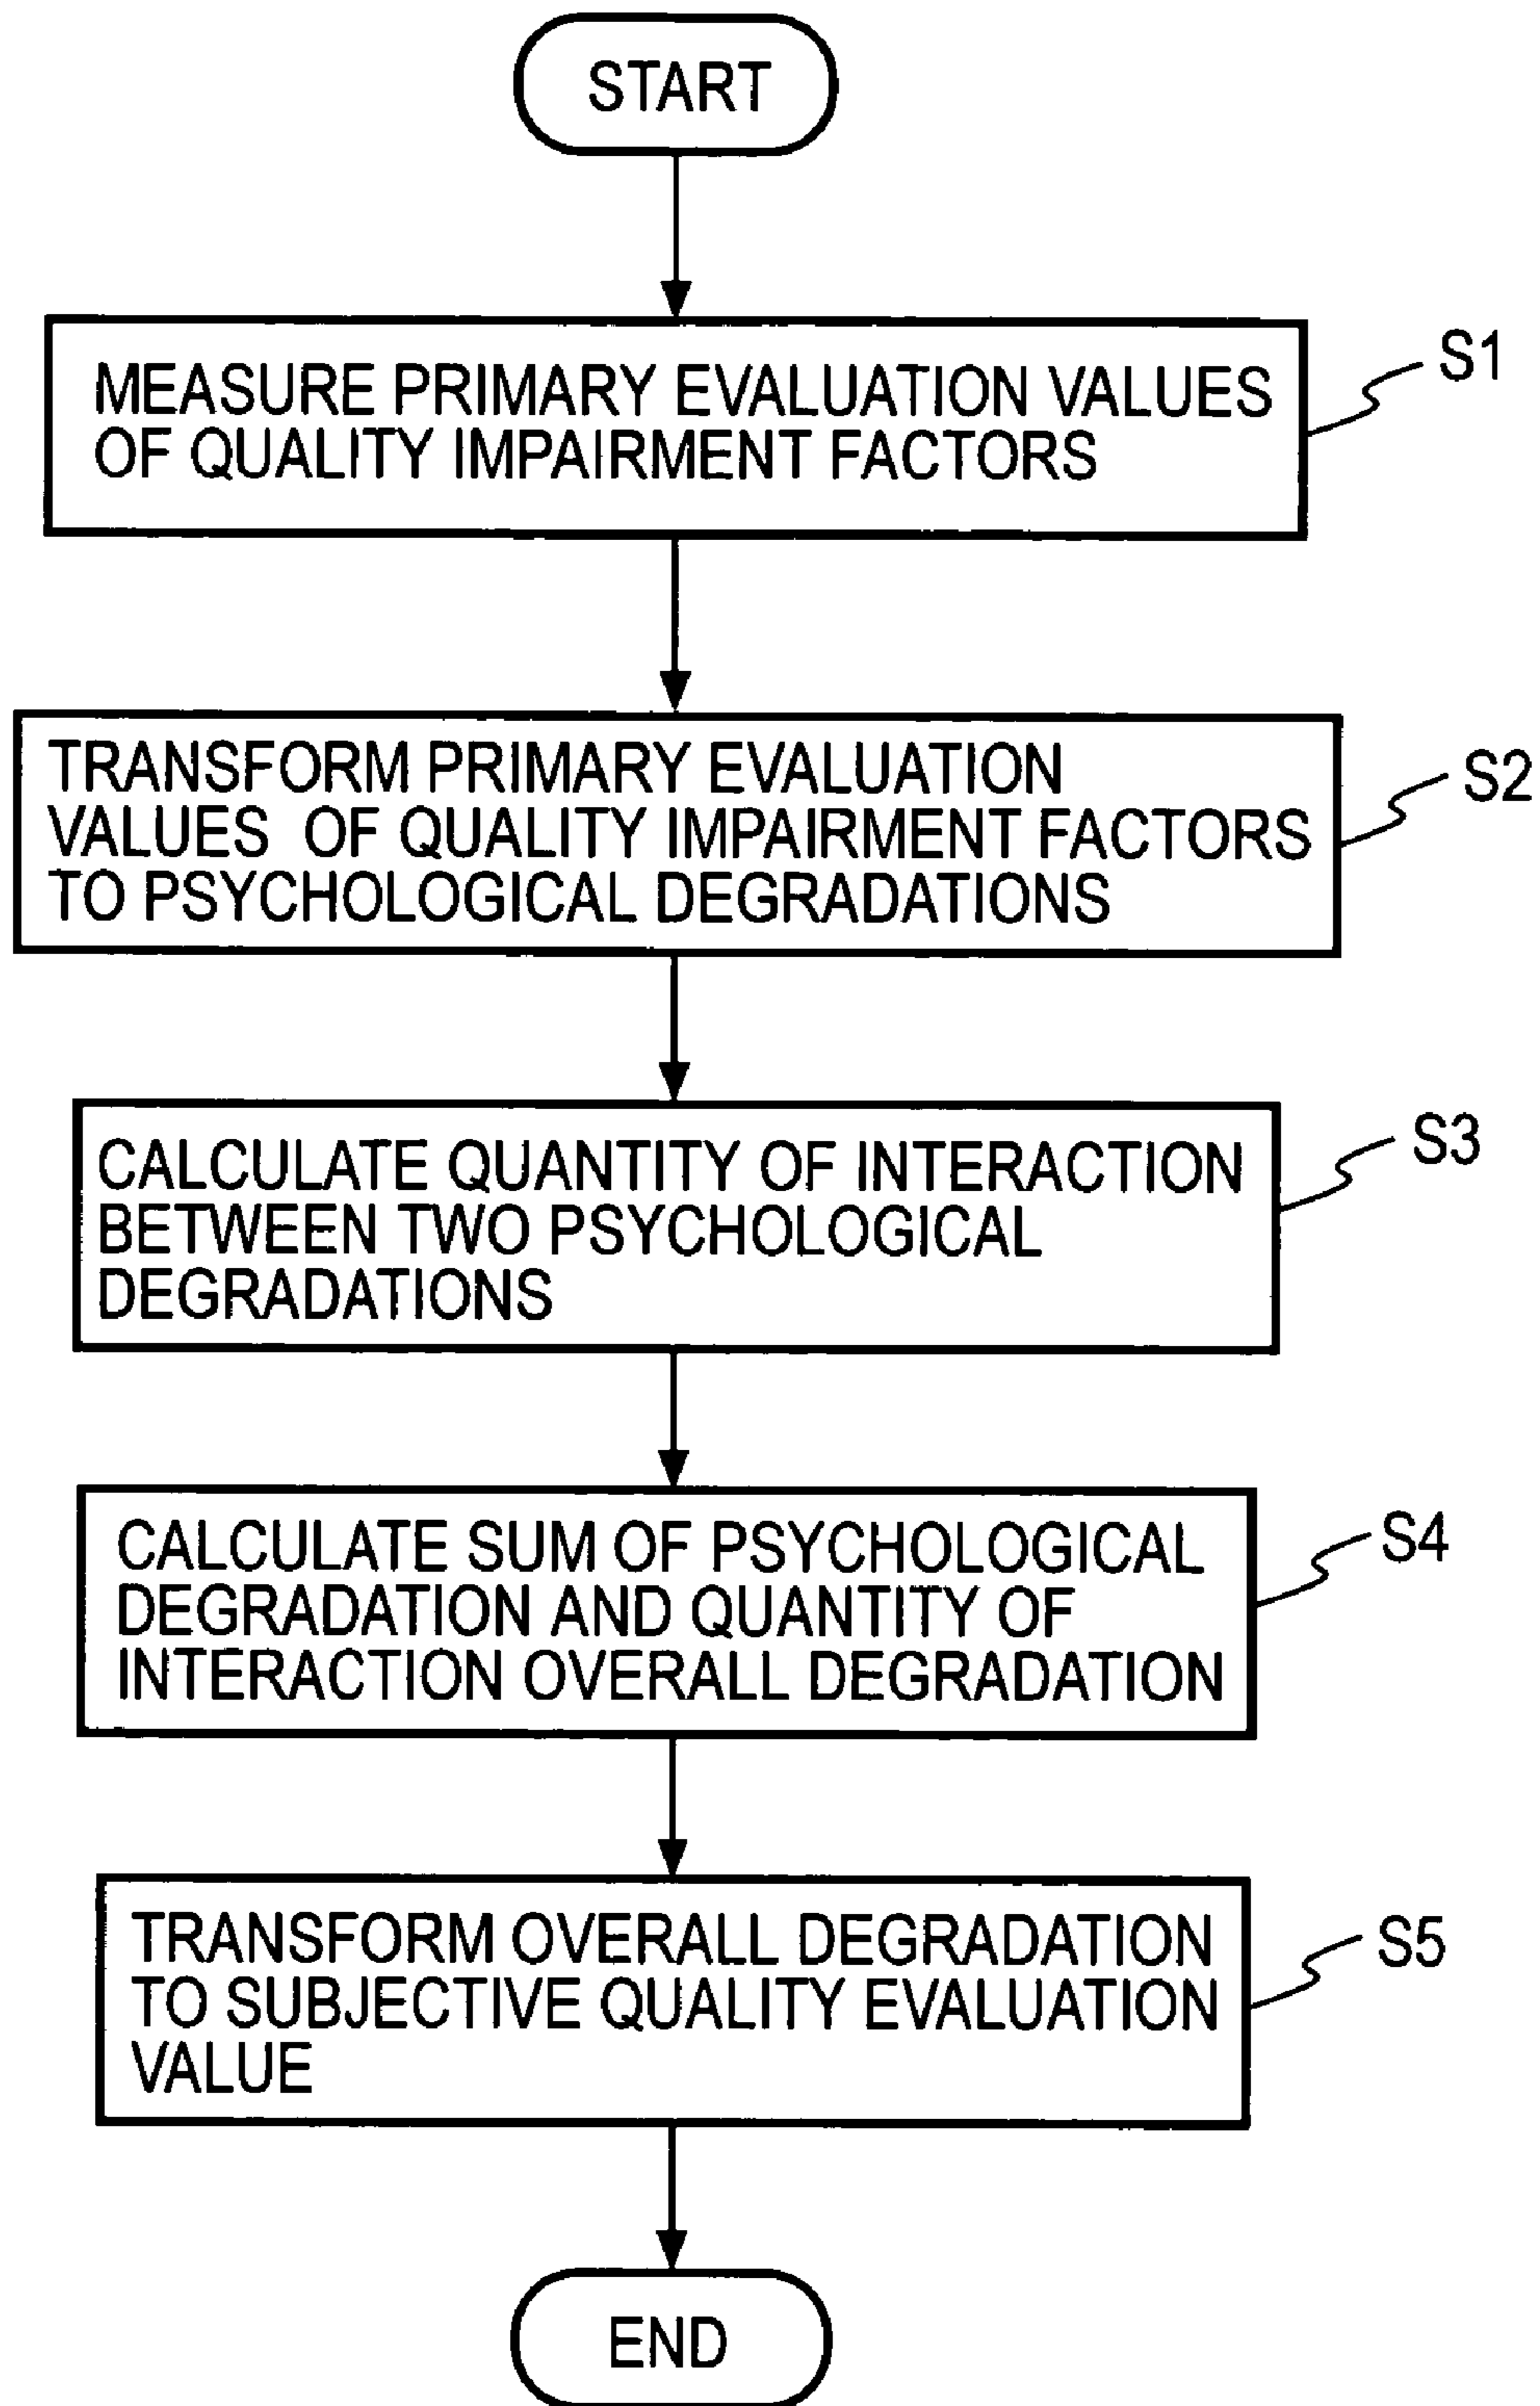 START
MEASURE PRIMARY EVALUATION VALUES
OF QUALITY IMPAIRMENT FACTORS
S1
TRANSFORM PRIMARY EVALUATION
VALUES OF QUALITY IMPAIRMENT FACTORS
TO PSYCHOLOGICAL DEGRADATIONS
S2
CALCULATE QUANTITY OF INTERACTION
BETWEEN TWO PSYCHOLOGICAL
DEGRADATIONS
S3
CALCULATE SUM OF PSYCHOLOGICAL
DEGRADATION AND QUANTITY OF
INTERACTION OVERALL DEGRADATION
S4
TRANSFORM OVERALL DEGRADATION
TO SUBJECTIVE QUALITY EVALUATION
VALUE
S5
END